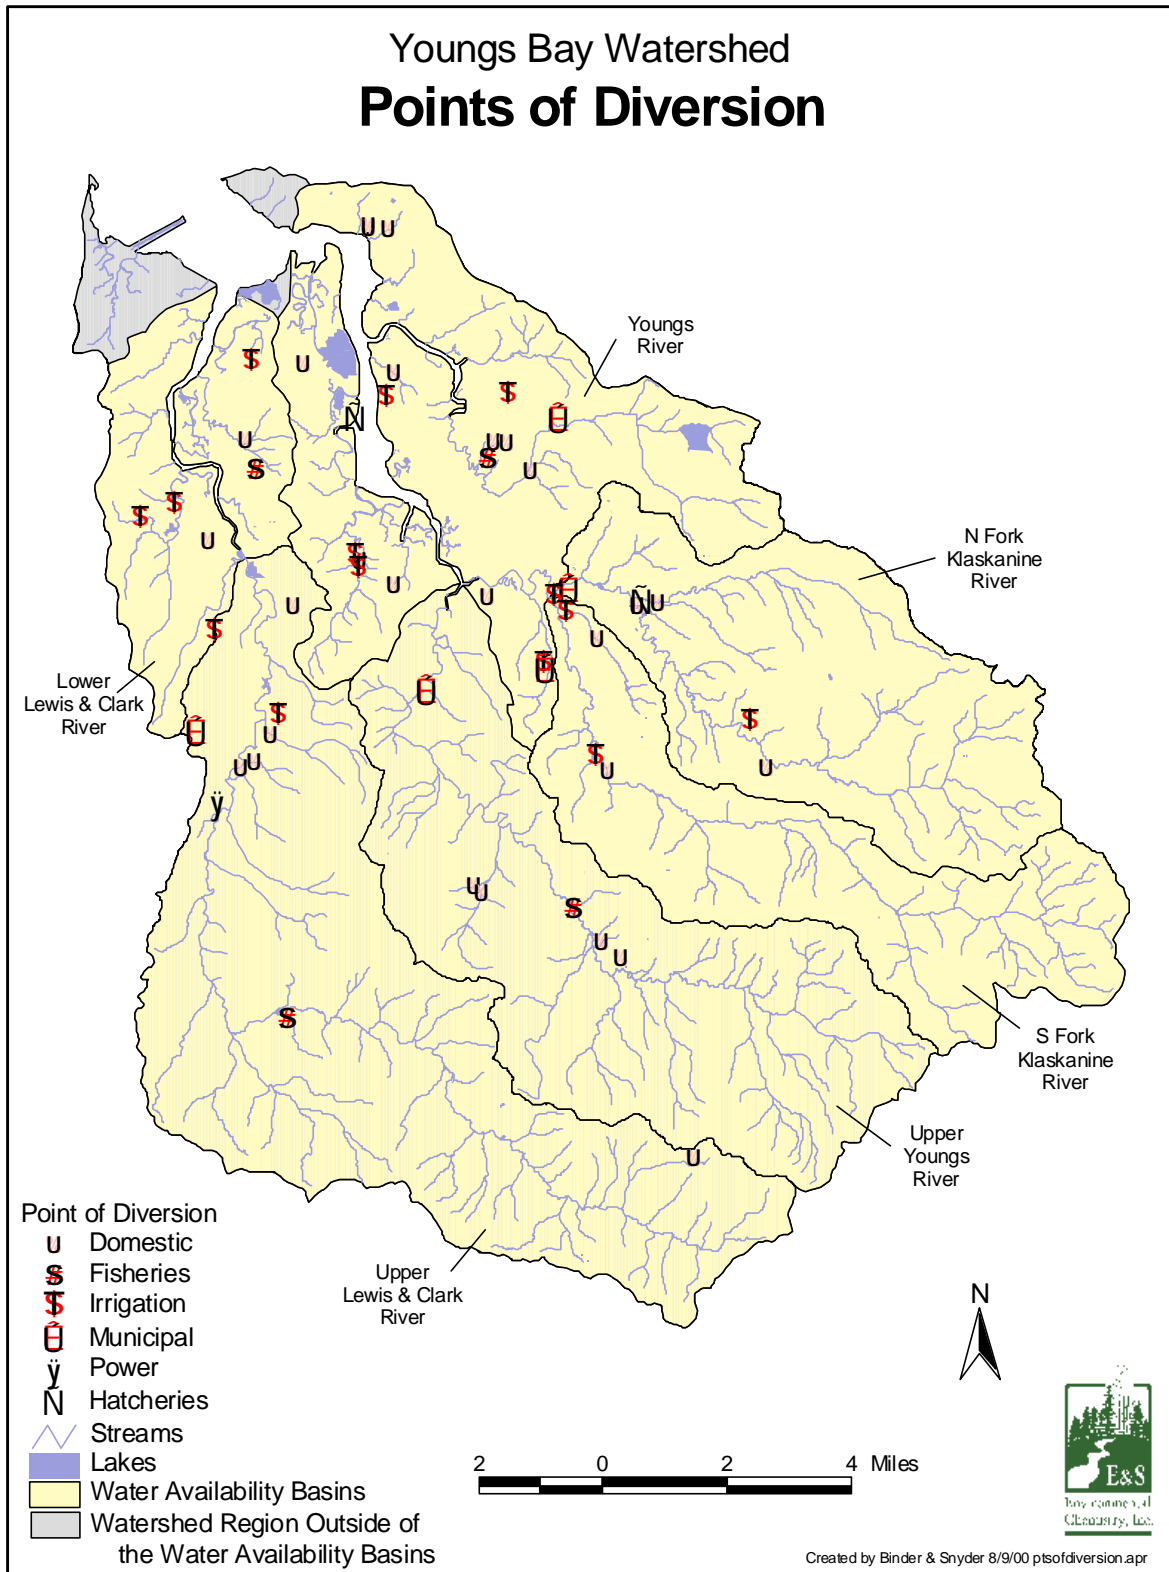 Youngs Bay Watershed
Points of Diversion
Youngs
River
N Fork
Klaskanine
River
Lower
Lewis & Clark
River
S Fork
Klaskanine
River
Upper
Youngs
River
Upper
Lewis & Clark
River
Point of Diversion
u Domestic
Fisheries
Irrigation
Municipal
ÿ Power
Ñ Hatcheries
Streams
Lakes
Water Availability Basins
Watershed Region Outside of
the Water Availability Basins
N
2 0 2 4 Miles
E&S
Environmental
Chemistry, Inc.
Created by Binder & Snyder 8/9/00 ptsofdiversion.apr